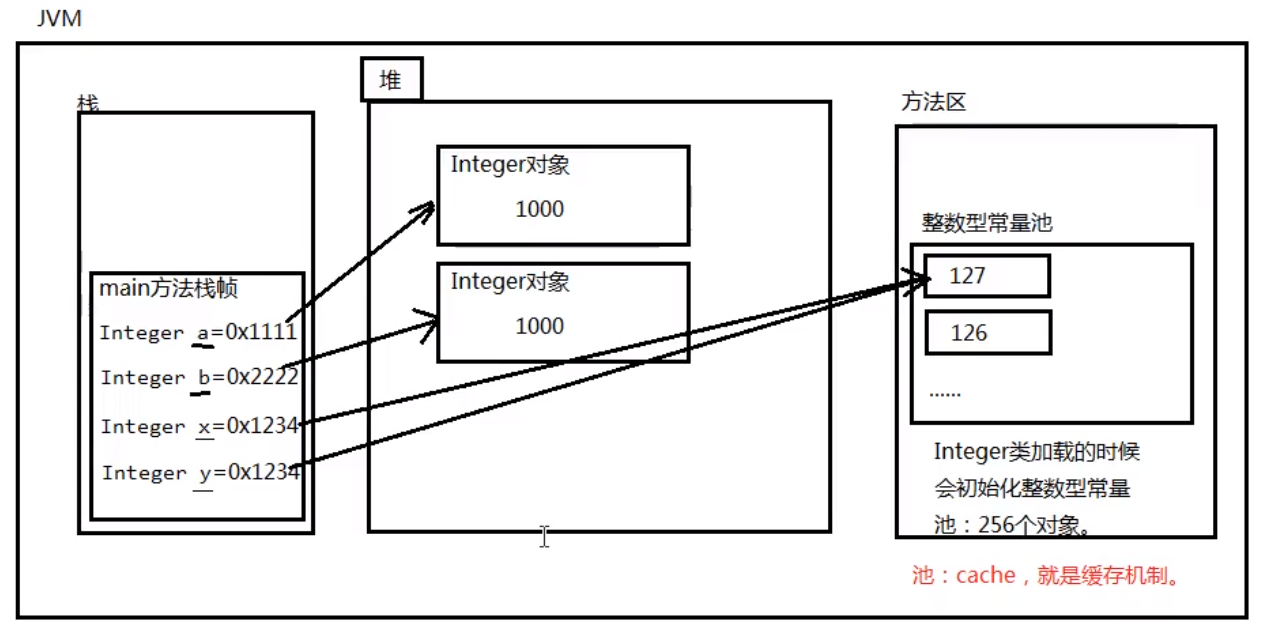 JVM
栈
main方法栈帧
Integer a=0x1111
Integer b=0x2222
Integer x=0x1234
Integer y=0x1234
堆
Integer对象
1000
Integer对象
1000
方法区
整数型常量池
127
126
......
Integer类加载的时候
会初始化整数型常量
池：256个对象。
池：cache，就是缓存机制。